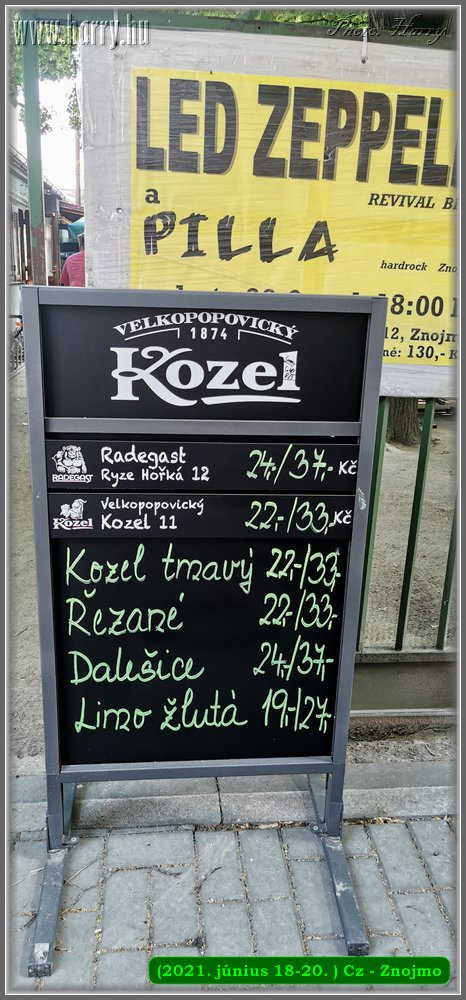 www.harry.hu
Photo: Harry
LED ZEPPEL
REVIVAL B
a
PILLA
hardrock Zno
18:00
12, Znojm
né: 130,- K
VELKOPOPOVICKÝ
1874
Kozel
RADEGAST
Radegast
Ryze Hořká 12
24,-/37,- Kč
Kozel
Velkopopovický
Kozel 11
22,-/33,- Kč
Kozel tmavý 22,-/33,-
Řezané 22,-/33,-
Dalešice 24,-/37,-
Limo žlutá 19,-/27,-
(2021. június 18-20. ) Cz - Znojmo